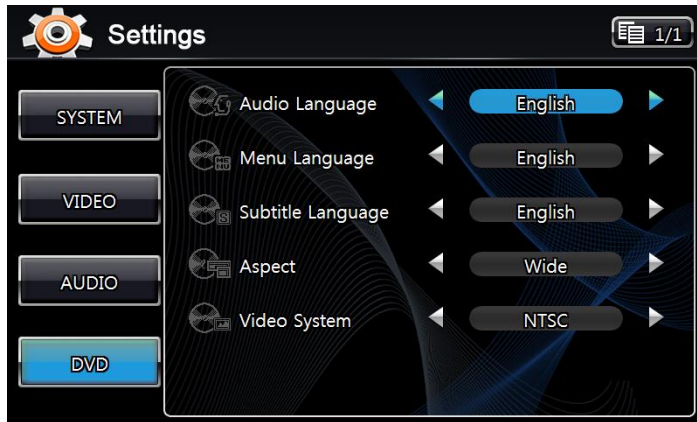 Settings
1/1
SYSTEM
VIDEO
AUDIO
DVD
Audio Language English
Menu Language English
Subtitle Language English
Aspect Wide
Video System NTSC